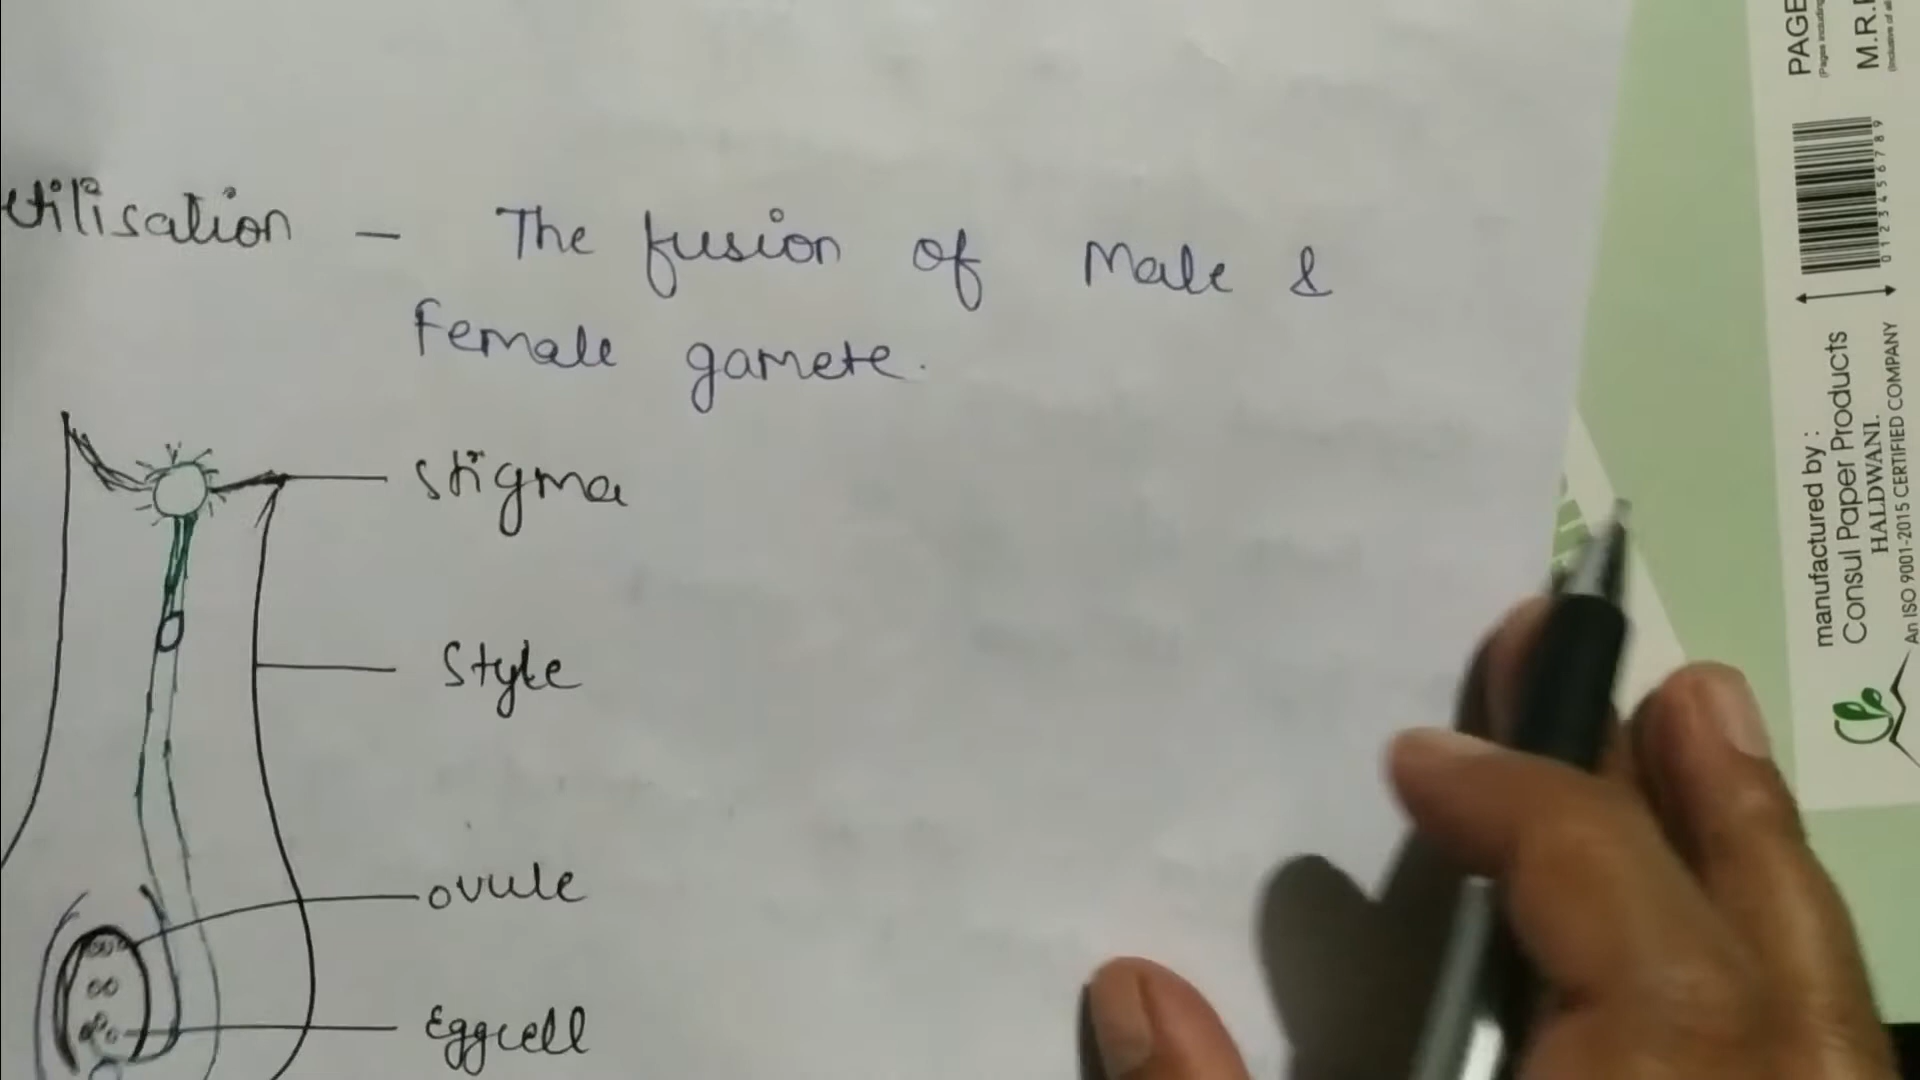 tilisation - The fusion of Male &
Female gamete.
Stigma
Style
ovule
Eggcell
PAGE
M.R.
0123456789
manufactured by :
Consul Paper Products
HALDWANI.
An ISO 9001-2015 CERTIFIED COMPANY